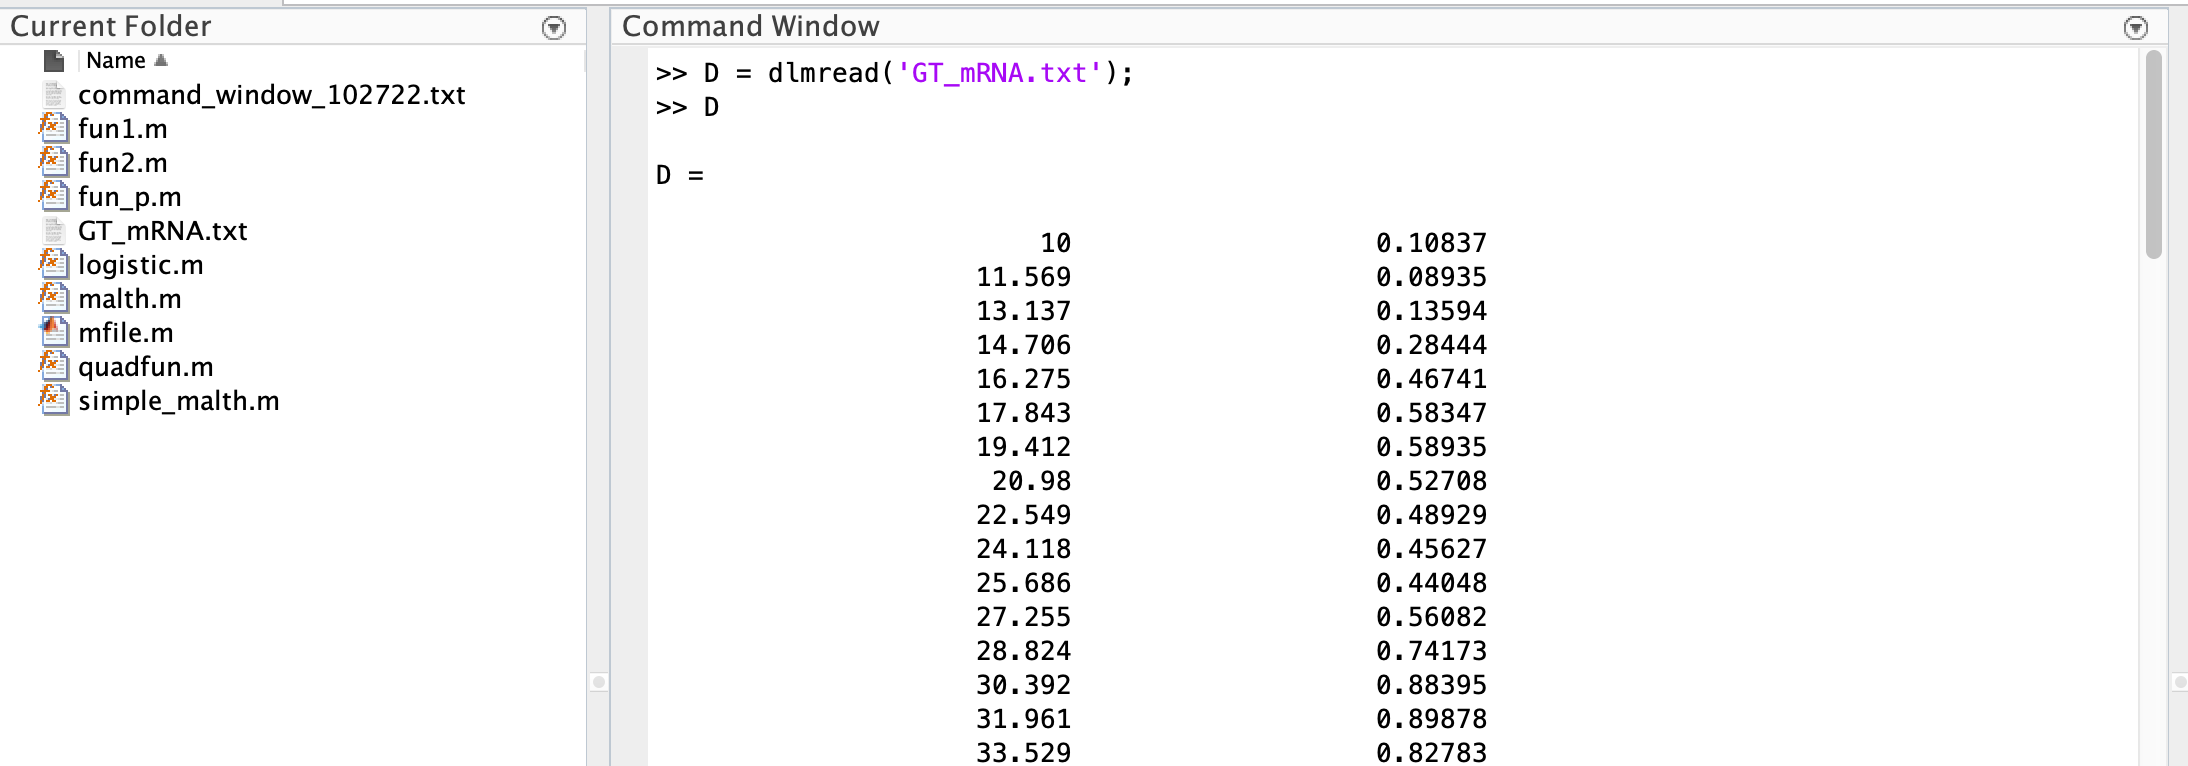 Current Folder
Name
command_window_102722.txt
fun1.m
fun2.m
fun_p.m
GT_mRNA.txt
logistic.m
malth.m
mfile.m
quadfun.m
simple_malth.m
Command Window
>> D = dlmread('GT_mRNA.txt');
>> D
D =
10 0.10837
11.569 0.08935
13.137 0.13594
14.706 0.28444
16.275 0.46741
17.843 0.58347
19.412 0.58935
20.98 0.52708
22.549 0.48929
24.118 0.45627
25.686 0.44048
27.255 0.56082
28.824 0.74173
30.392 0.88395
31.961 0.89878
33.529 0.82783